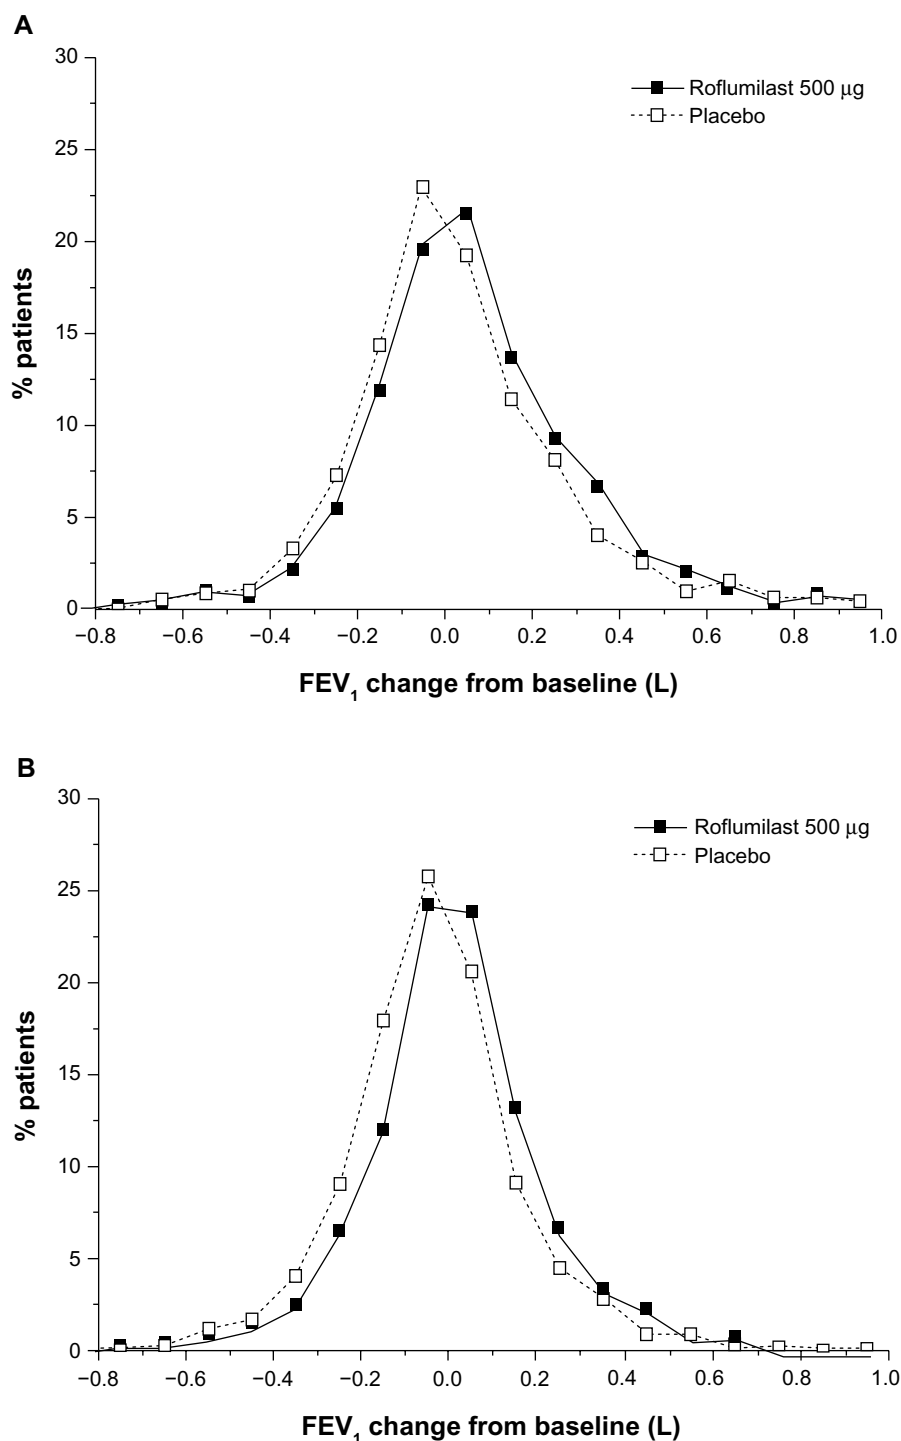 A
30
25
20
15
10
5
0
% patients
Roflumilast 500 μg
Placebo
−0.8 −0.6 −0.4 −0.2 0.0 0.2 0.4 0.6 0.8 1.0
FEV1 change from baseline (L)
B
30
25
20
15
10
5
0
% patients
Roflumilast 500 μg
Placebo
−0.8 −0.6 −0.4 −0.2 0.0 0.2 0.4 0.6 0.8 1.0
FEV1 change from baseline (L)